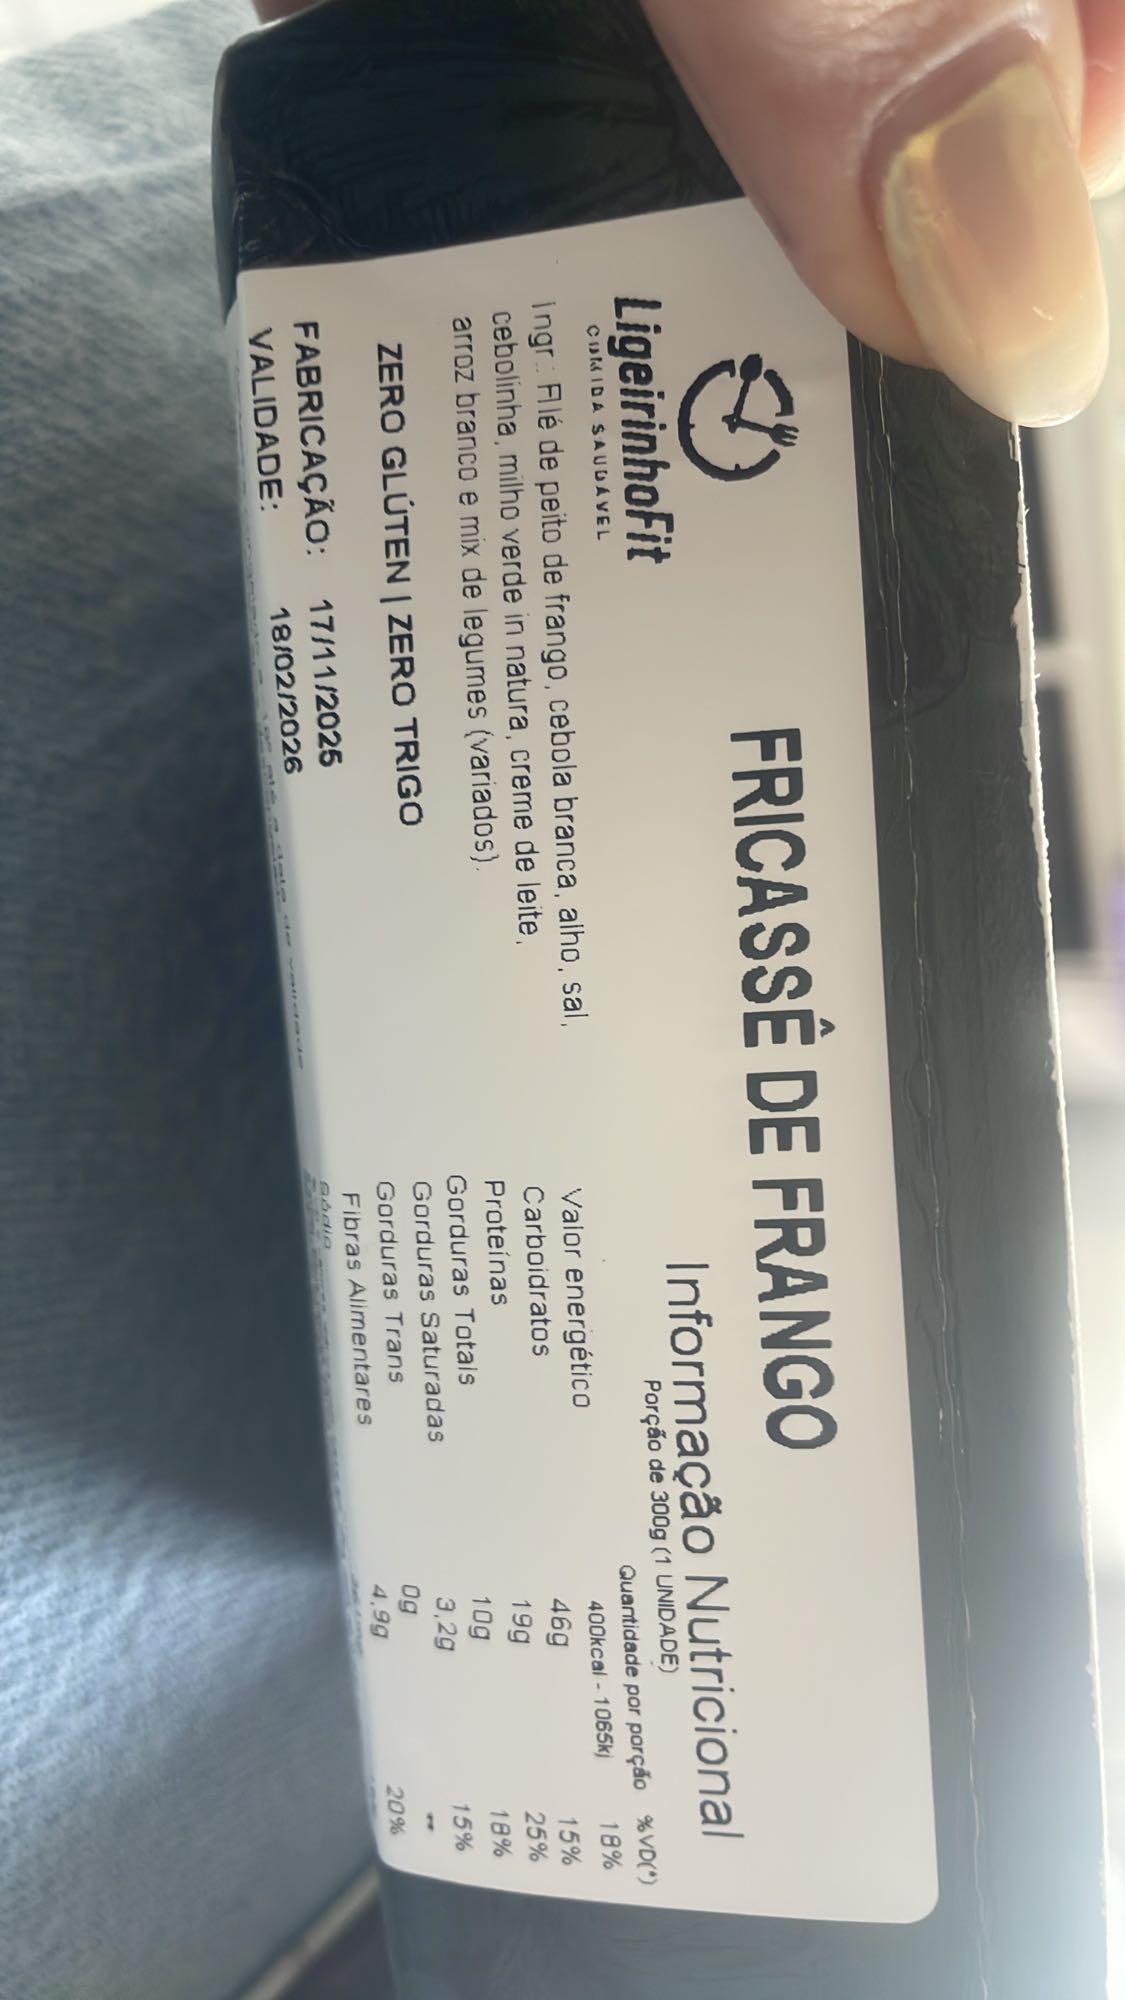 FRICASSÊ DE FRANGO
LigeirinhoFit
COMIDA SAUDÁVEL
Ingr.: Filé de peito de frango, cebola branca, alho, sal,
cebolinha, milho verde in natura, creme de leite,
arroz branco e mix de legumes (variados).
ZERO GLÚTEN | ZERO TRIGO
FABRICAÇÃO: 17/11/2025
VALIDADE: 18/02/2026
a data de validade
Informação Nutricional
Porção de 300g (1 UNIDADE)
Quantidade por porção %VD(*)
Valor energético 400kcal - 1065kj 18%
Carboidratos 46g 15%
Proteínas 19g 25%
Gorduras Totais 10g 18%
Gorduras Saturadas 3,2g 15%
Gorduras Trans 0g **
Fibras Alimentares 4,9g 20%
Sódio